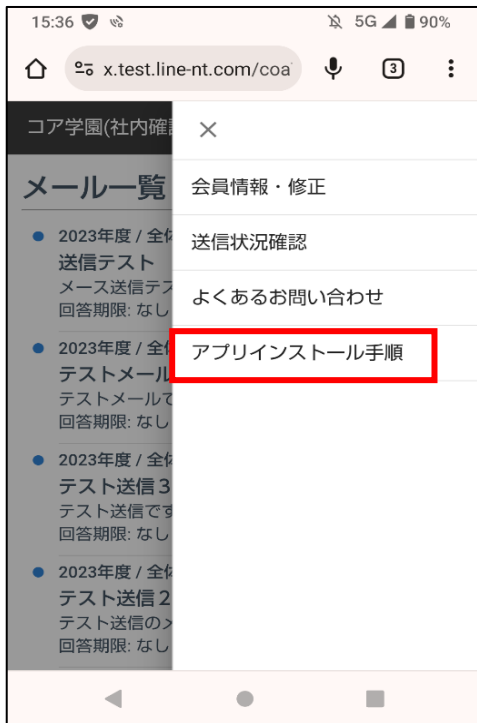 15:36 5G 90%
x.test.line-nt.com/coa 3
コア学園(社内確認
メール一覧
会員情報・修正
送信状況確認
よくあるお問い合わせ
アプリインストール手順
2023年度 / 全体
送信テスト
メース送信テス
回答期限: なし
2023年度 / 全体
テストメール
テストメールで
回答期限: なし
2023年度 / 全体
テスト送信３
テスト送信です
回答期限: なし
2023年度 / 全体
テスト送信２
テスト送信のメ
回答期限: なし